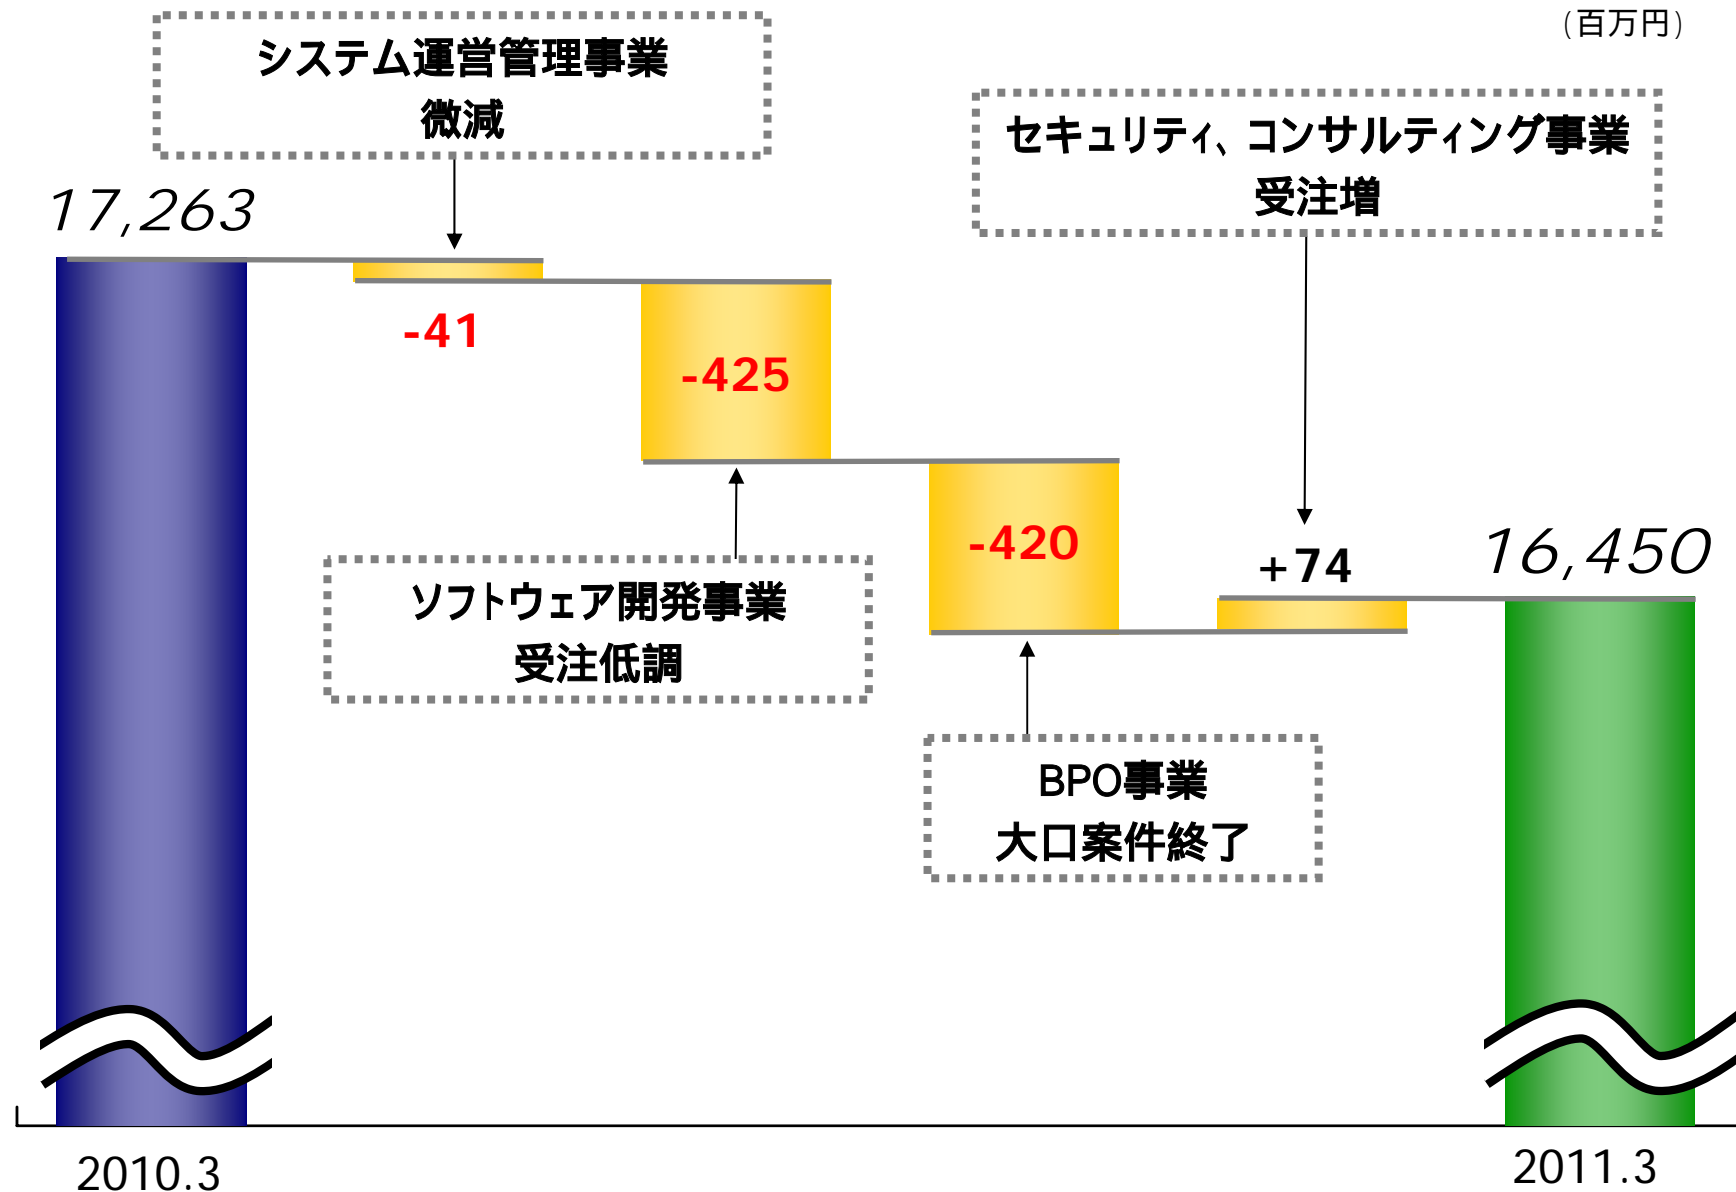 (百万円)
システム運営管理事業
微減
セキュリティ、コンサルティング事業
受注増
17,263
-41
-425
-420
+74
16,450
ソフトウェア開発事業
受注低調
BPO事業
大口案件終了
2010.3
2011.3